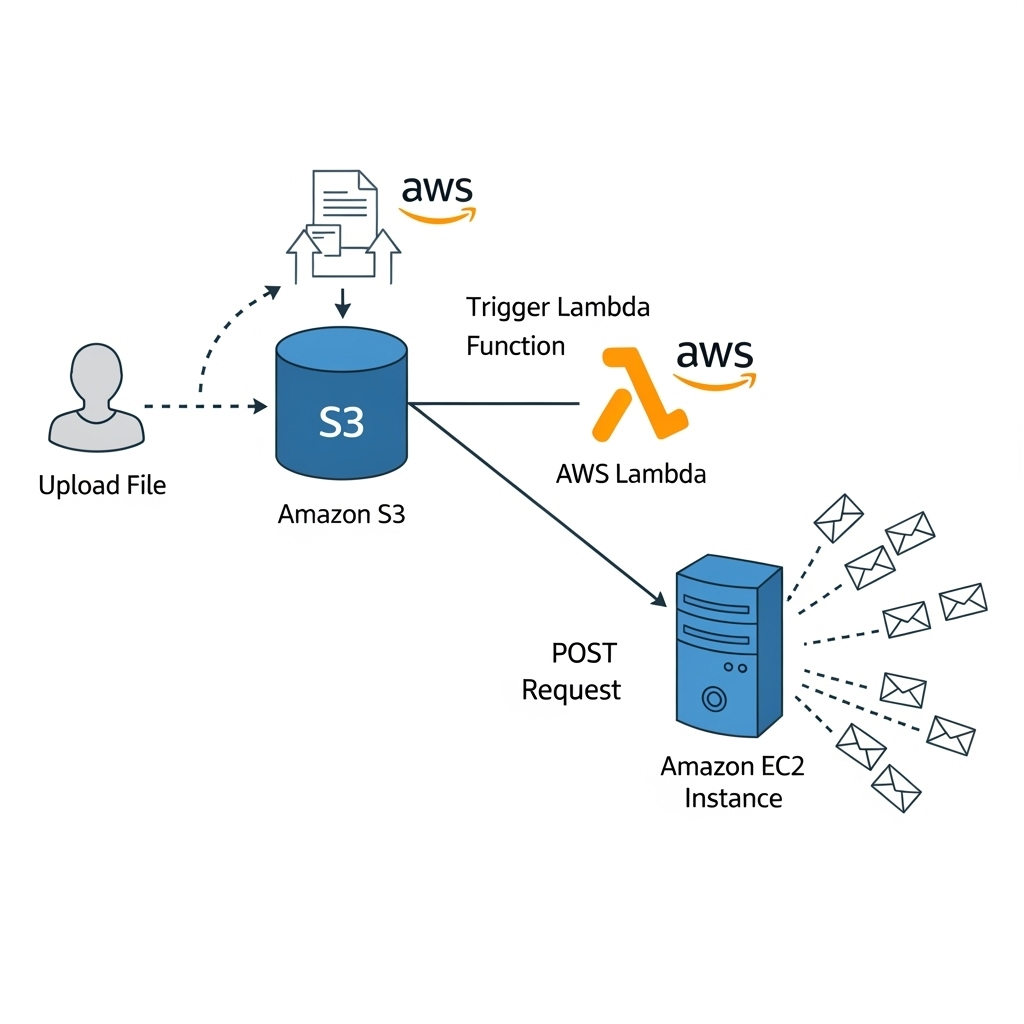 aws
Trigger Lambda
Function
aws
S3
Upload File
AWS Lambda
Amazon S3
POST
Request
Amazon EC2
Instance